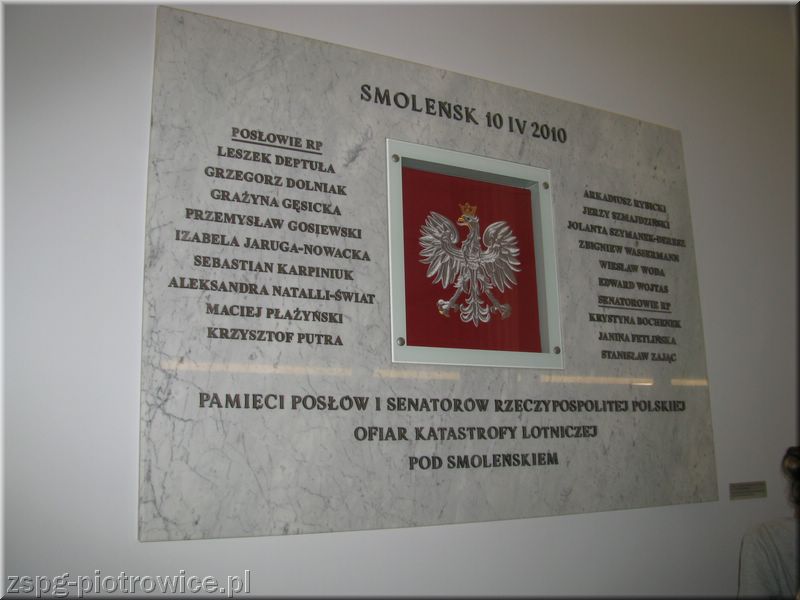 SMOLEŃSK 10 IV 2010
POSŁOWIE RP
LESZEK DEPTUŁA
GRZEGORZ DOLNIAK
GRAŻYNA GĘSICKA
PRZEMYSŁAW GOSIEWSKI
IZABELA JARUGA-NOWACKA
SEBASTIAN KARPINIUK
ALEKSANDRA NATALLI-ŚWIAT
MACIEJ PŁAŻYŃSKI
KRZYSZTOF PUTRA
ARKADIUSZ RYBICKI
JERZY SZMAJDZIŃSKI
JOLANTA SZYMANEK-DERESZ
ZBIGNIEW WASSERMANN
WIESŁAW WODA
EDWARD WOJTAS
SENATOROWIE RP
KRYSTYNA BOCHENEK
JANINA FETLIŃSKA
STANISŁAW ZAJĄC
PAMIĘCI POSŁÓW I SENATORÓW RZECZYPOSPOLITEJ POLSKIEJ
OFIAR KATASTROFY LOTNICZEJ
POD SMOLEŃSKIEM
zspg-piotrowice.pl